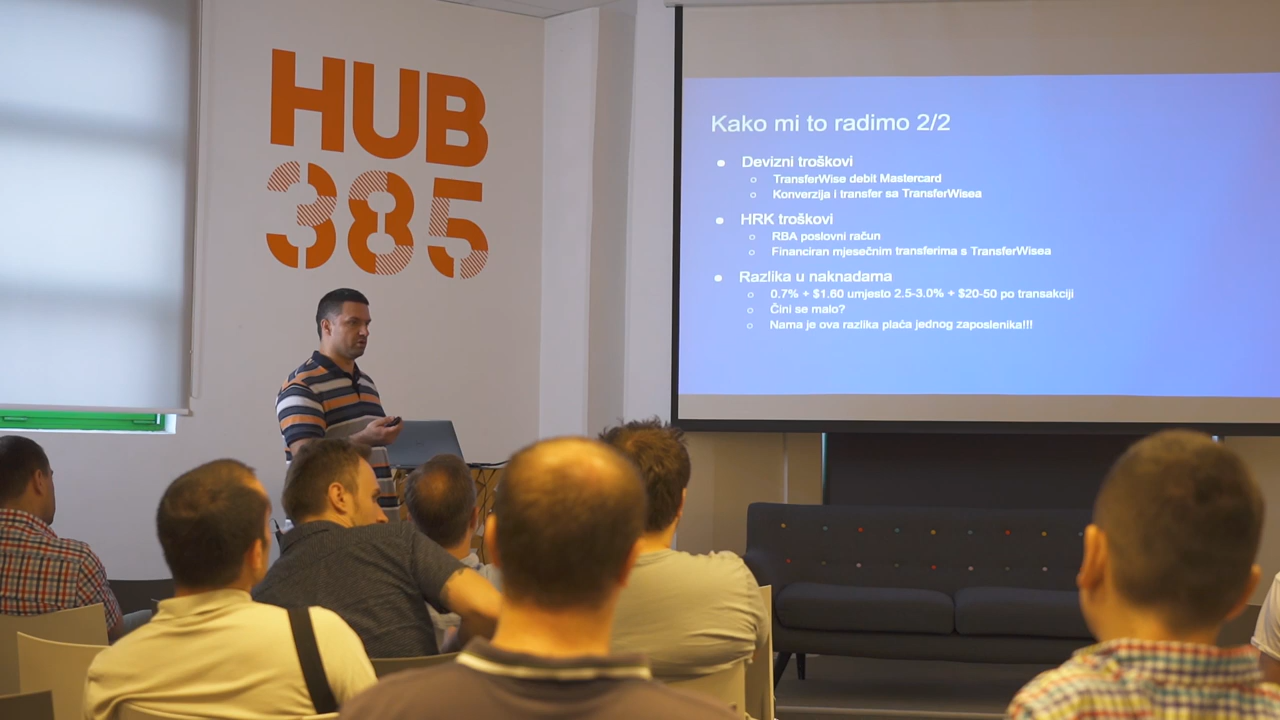 HUB
385
Kako mi to radimo 2/2
Devizni troškovi
TransferWise debit Mastercard
Konverzija i transfer sa TransferWisea
HRK troškovi
RBA poslovni račun
Financiran mjesečnim transferima s TransferWisea
Razlika u naknadama
0.7% + $1.60 umjesto 2.5-3.0% + $20-50 po transakciji
Čini se malo?
Nama je ova razlika plaća jednog zaposlenika!!!